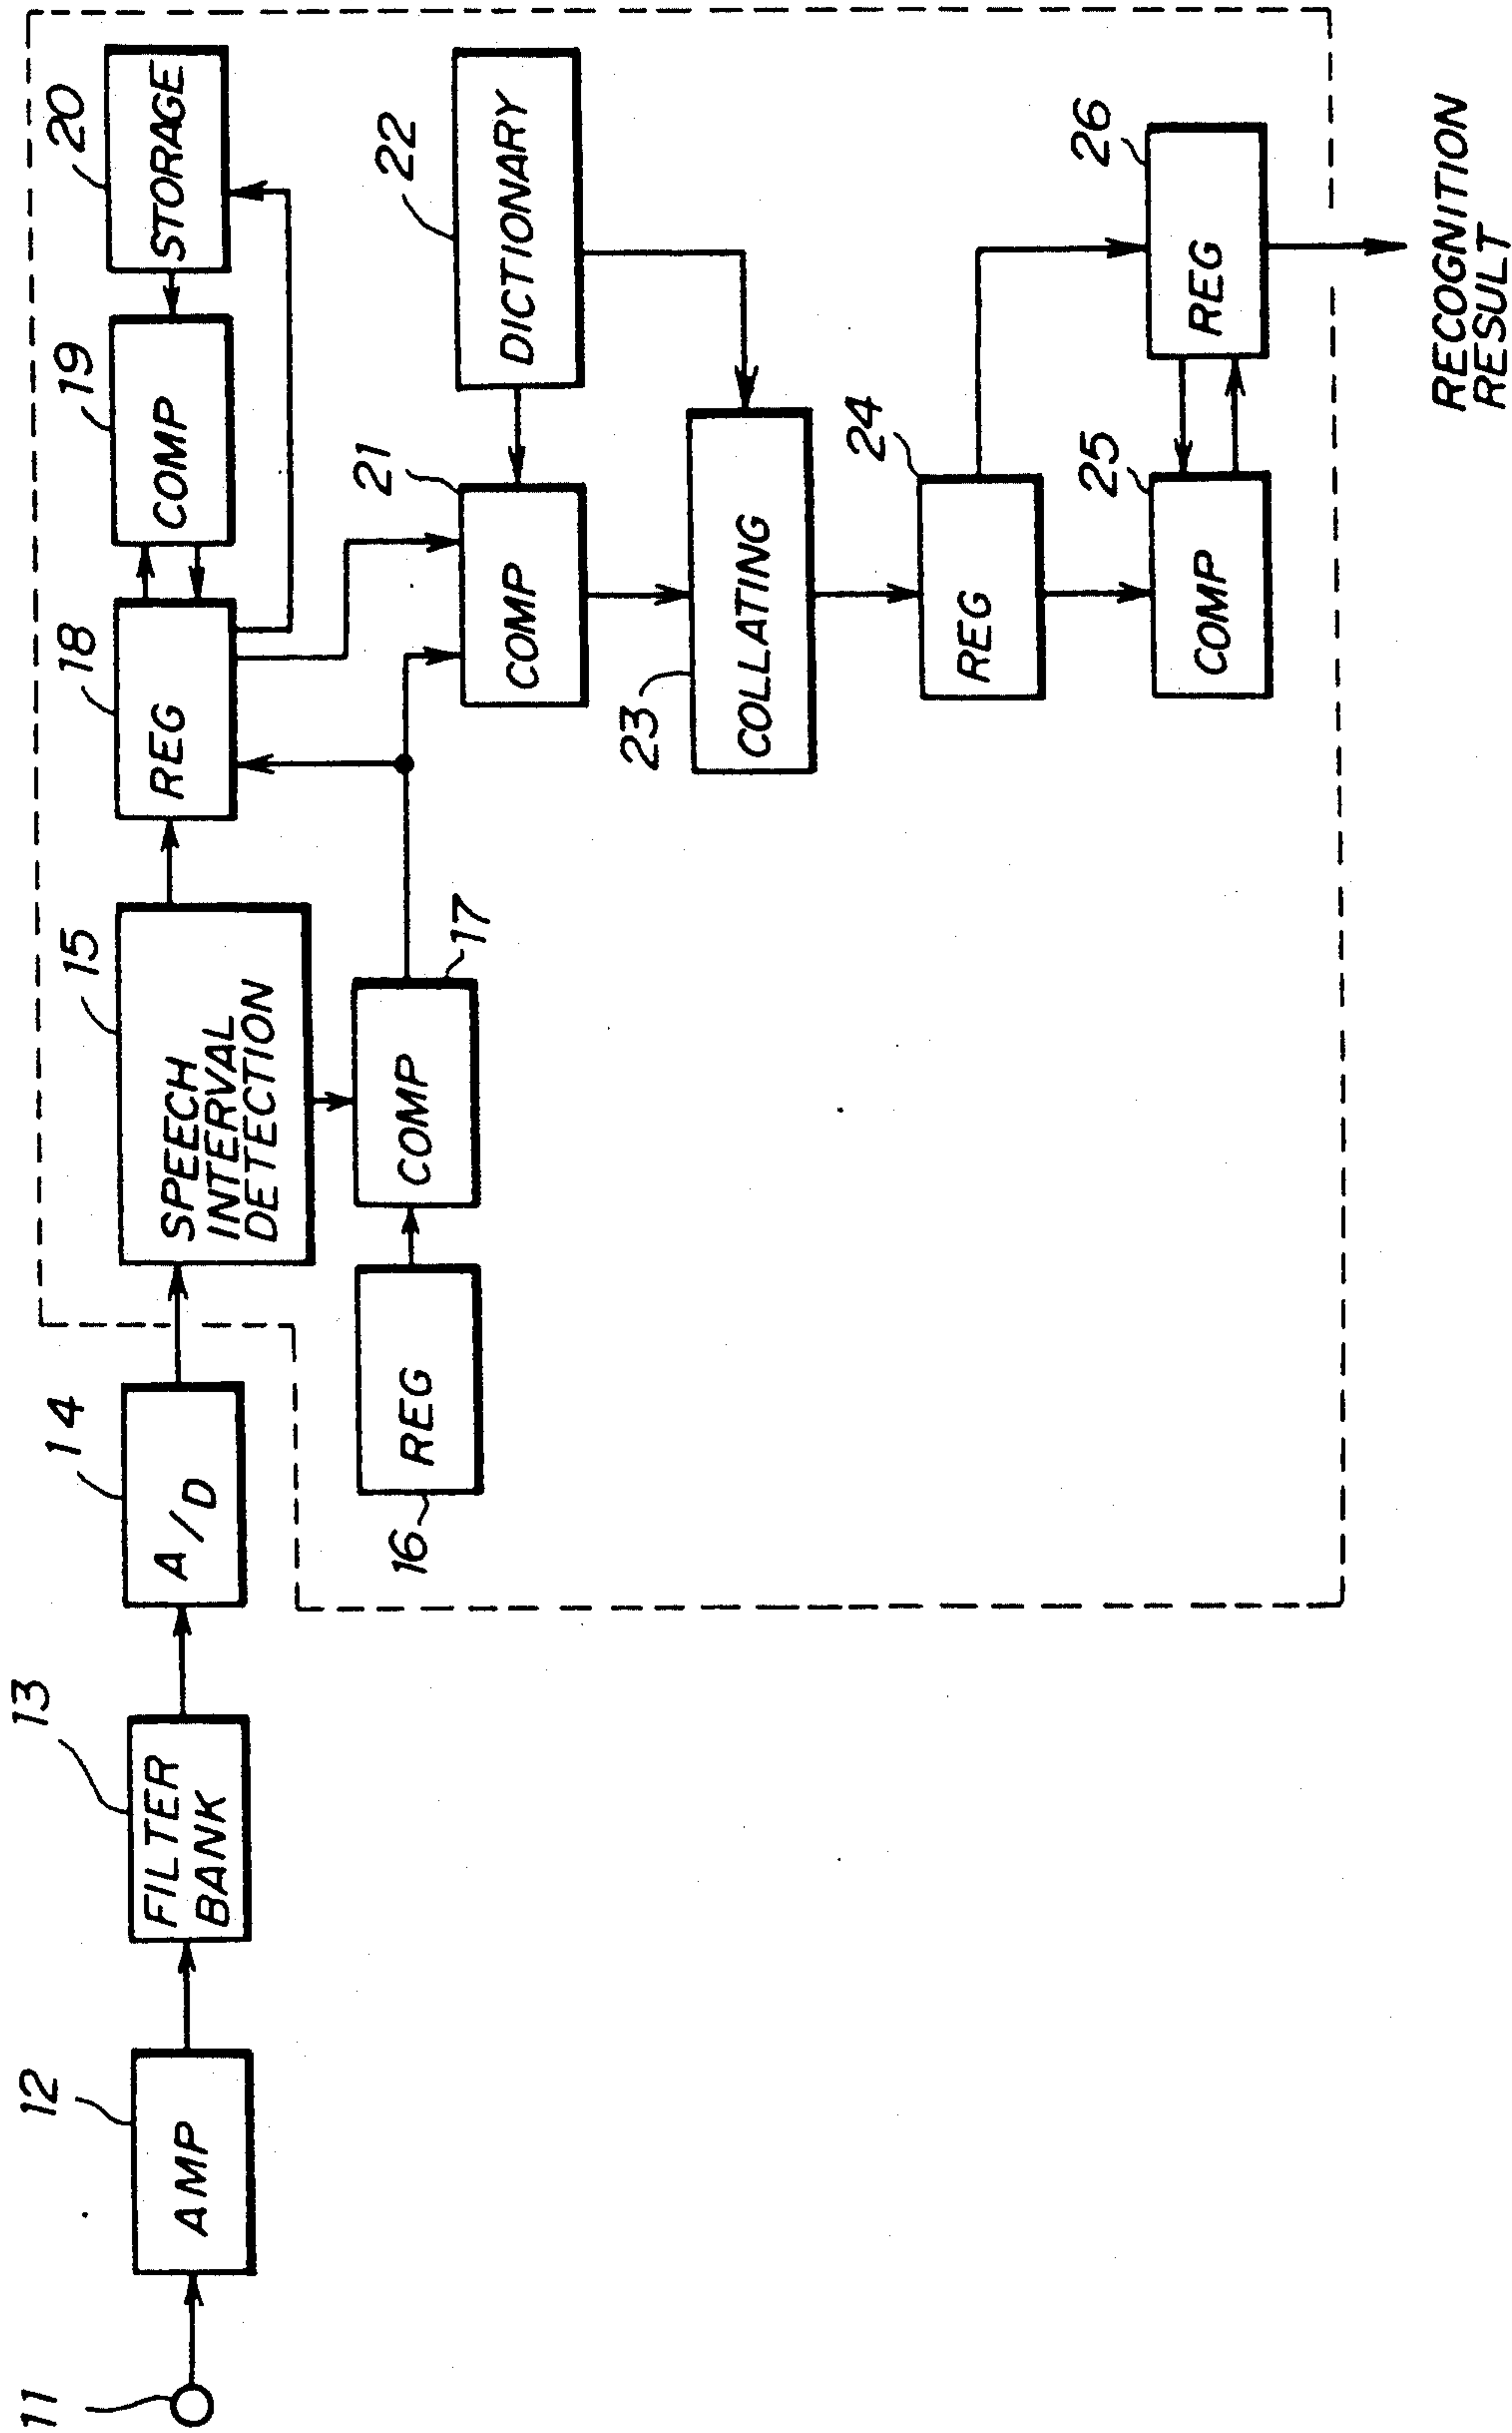 11
12
AMP
13
FILTER
BANK
14
A/D
15
SPEECH
INTERVAL
DETECTION
18
REG
19
COMP
20
STORAGE
16
REG
17
COMP
21
COMP
22
DICTIONARY
23
COLLATING
24
REG
25
COMP
26
REG
RECOGNITION
RESULT